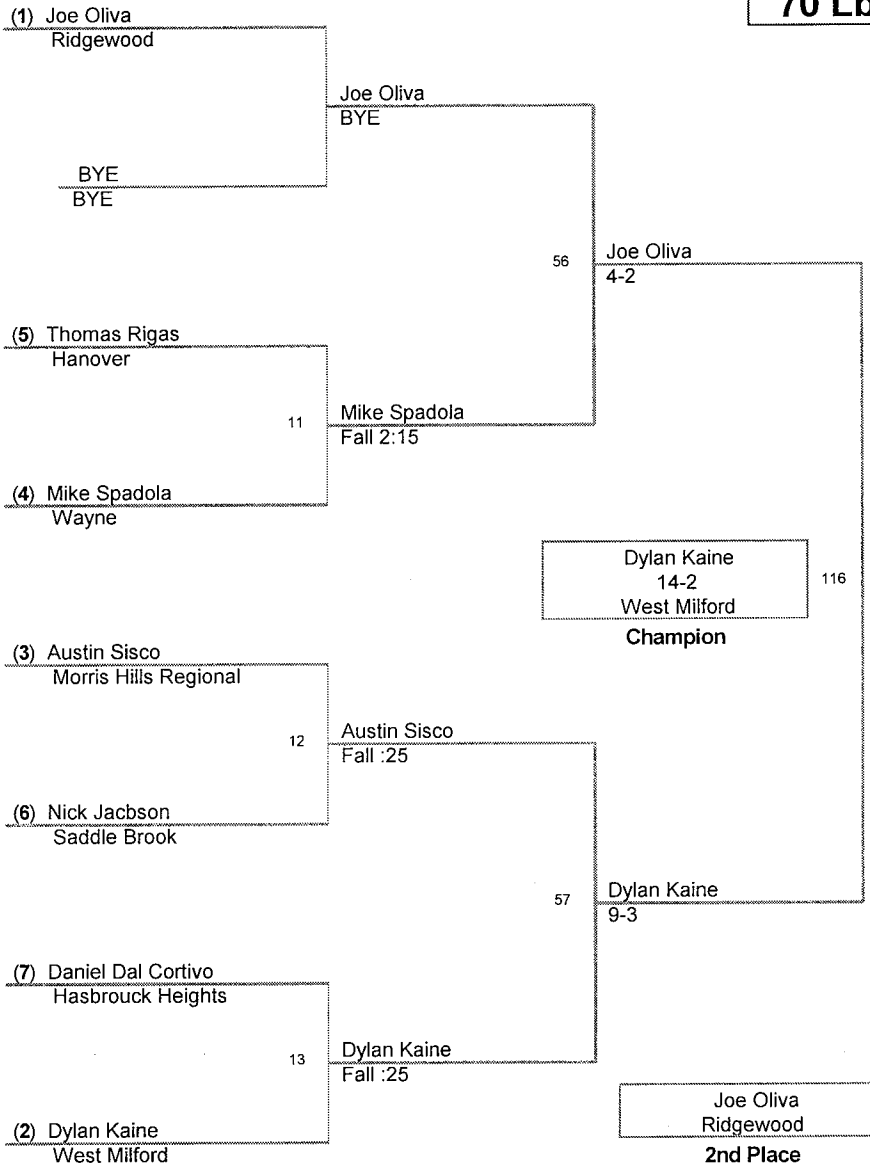 70 Lb
(1) Joe Oliva
Ridgewood
Joe Oliva
BYE
BYE
BYE
56
Joe Oliva
4-2
(5) Thomas Rigas
Hanover
11
Mike Spadola
Fall 2:15
(4) Mike Spadola
Wayne
Dylan Kaine
14-2
West Milford
116
Champion
(3) Austin Sisco
Morris Hills Regional
12
Austin Sisco
Fall :25
(6) Nick Jacbson
Saddle Brook
57
Dylan Kaine
9-3
(7) Daniel Dal Cortivo
Hasbrouck Heights
13
Dylan Kaine
Fall :25
(2) Dylan Kaine
West Milford
Joe Oliva
Ridgewood
2nd Place